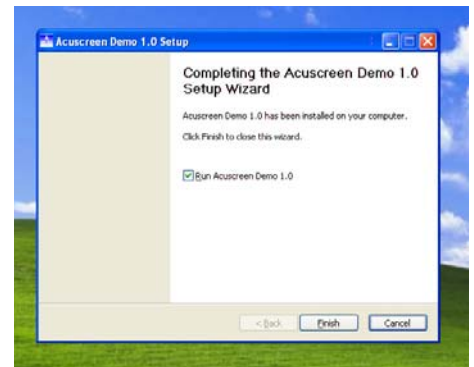 Acuscreen Demo 1.0 Setup
Completing the Acuscreen Demo 1.0
Setup Wizard
Acuscreen Demo 1.0 has been installed on your computer.
Click Finish to close this wizard.
Run Acuscreen Demo 1.0
< Back
Finish
Cancel